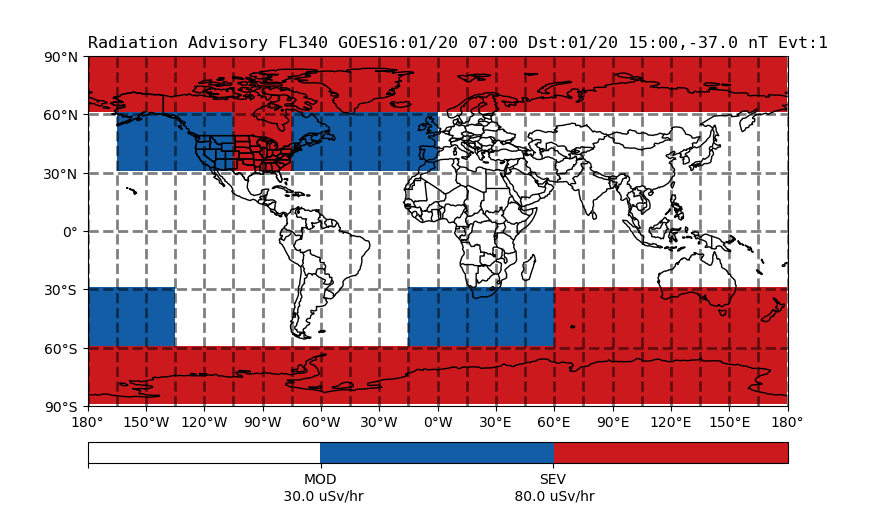 Radiation Advisory FL340 GOES16:01/20 07:00 Dst:01/20 15:00,-37.0 nT Evt:1
90°N
60°N
30°N
0°
30°S
60°S
90°S
180° 150°W 120°W 90°W 60°W 30°W 0°W 30°E 60°E 90°E 120°E 150°E 180°
MOD SEV
30.0 uSv/hr 80.0 uSv/hr